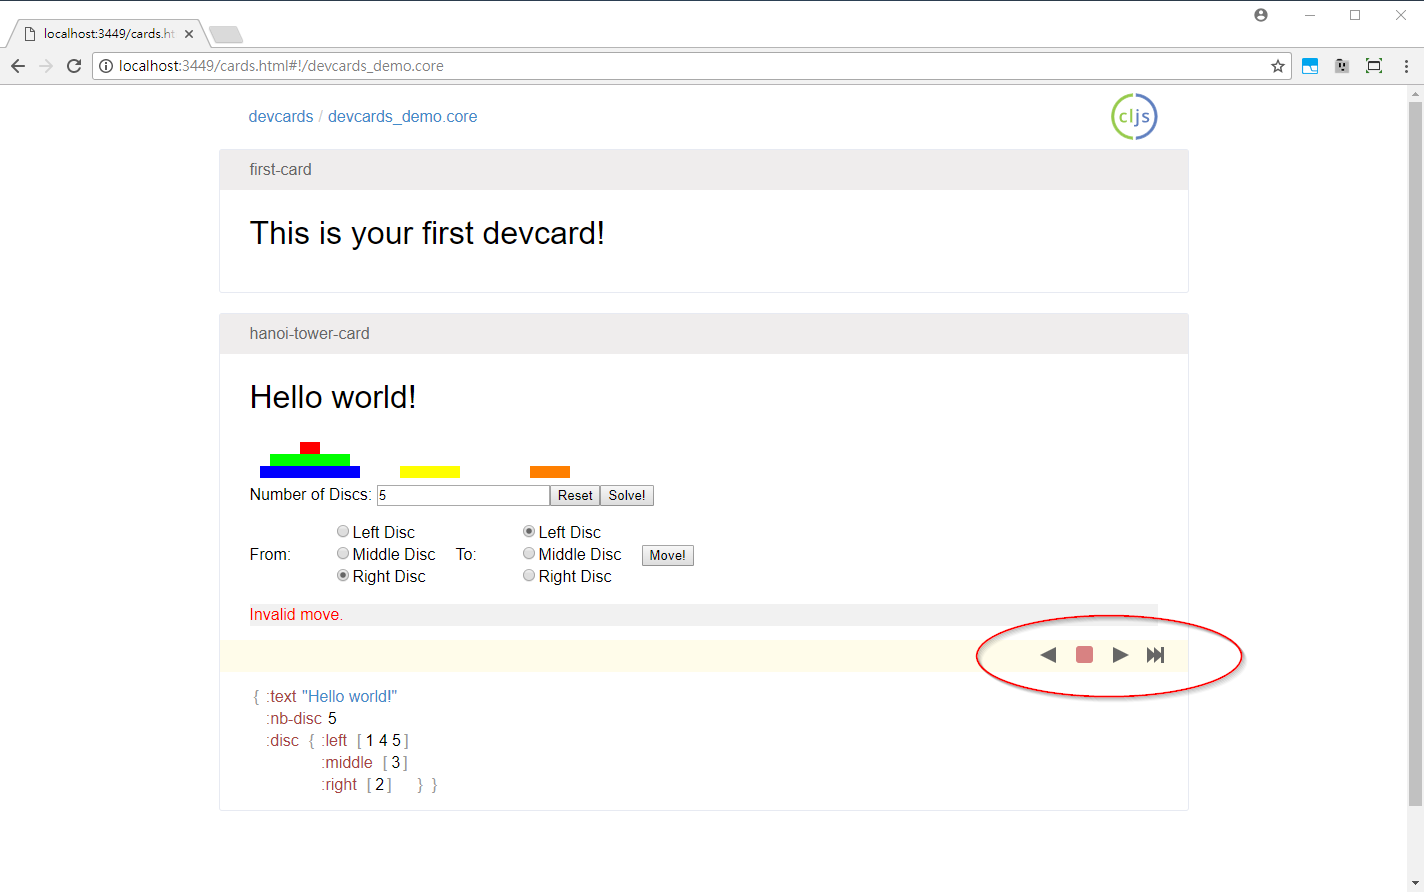 localhost:3449/cards.ht
localhost:3449/cards.html#!/devcards_demo.core
devcards / devcards_demo.core
cljs
first-card
This is your first devcard!
hanoi-tower-card
Hello world!
Number of Discs: 5 Reset Solve!
Left Disc Left Disc
From: Middle Disc To: Middle Disc Move!
Right Disc Right Disc
Invalid move.
{ :text "Hello world!"
:nb-disc 5
:disc { :left [ 1 4 5 ]
:middle [ 3 ]
:right [ 2 ] } }